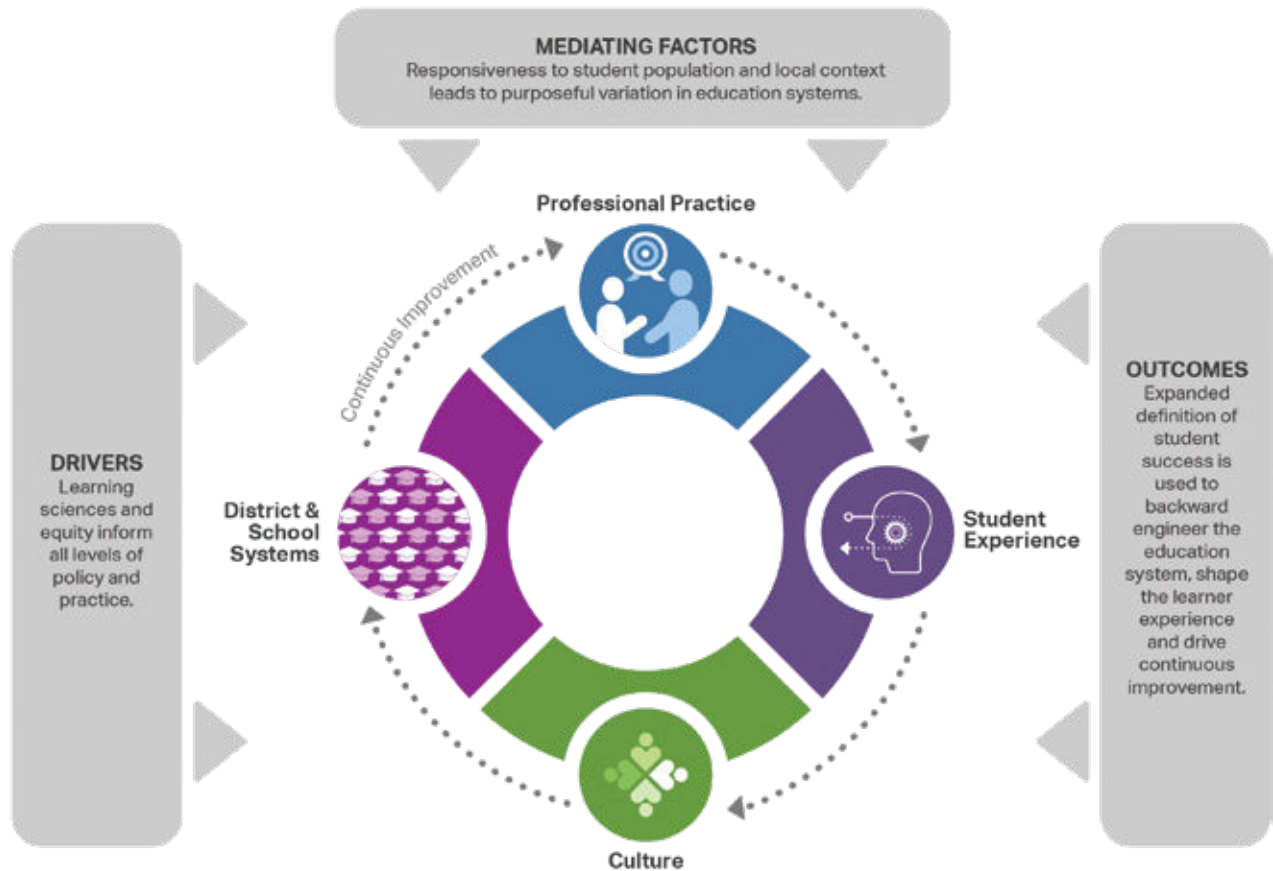 MEDIATING FACTORS
Responsiveness to student population and local context
leads to purposeful variation in education systems.
Professional Practice
Continuous Improvement
DRIVERS
Learning
sciences and
equity inform
all levels of
policy and
practice.
District &
School
Systems
Student
Experience
OUTCOMES
Expanded
definition of
student
success is
used to
backward
engineer the
education
system, shape
the learner
experience
and drive
continuous
improvement.
Culture